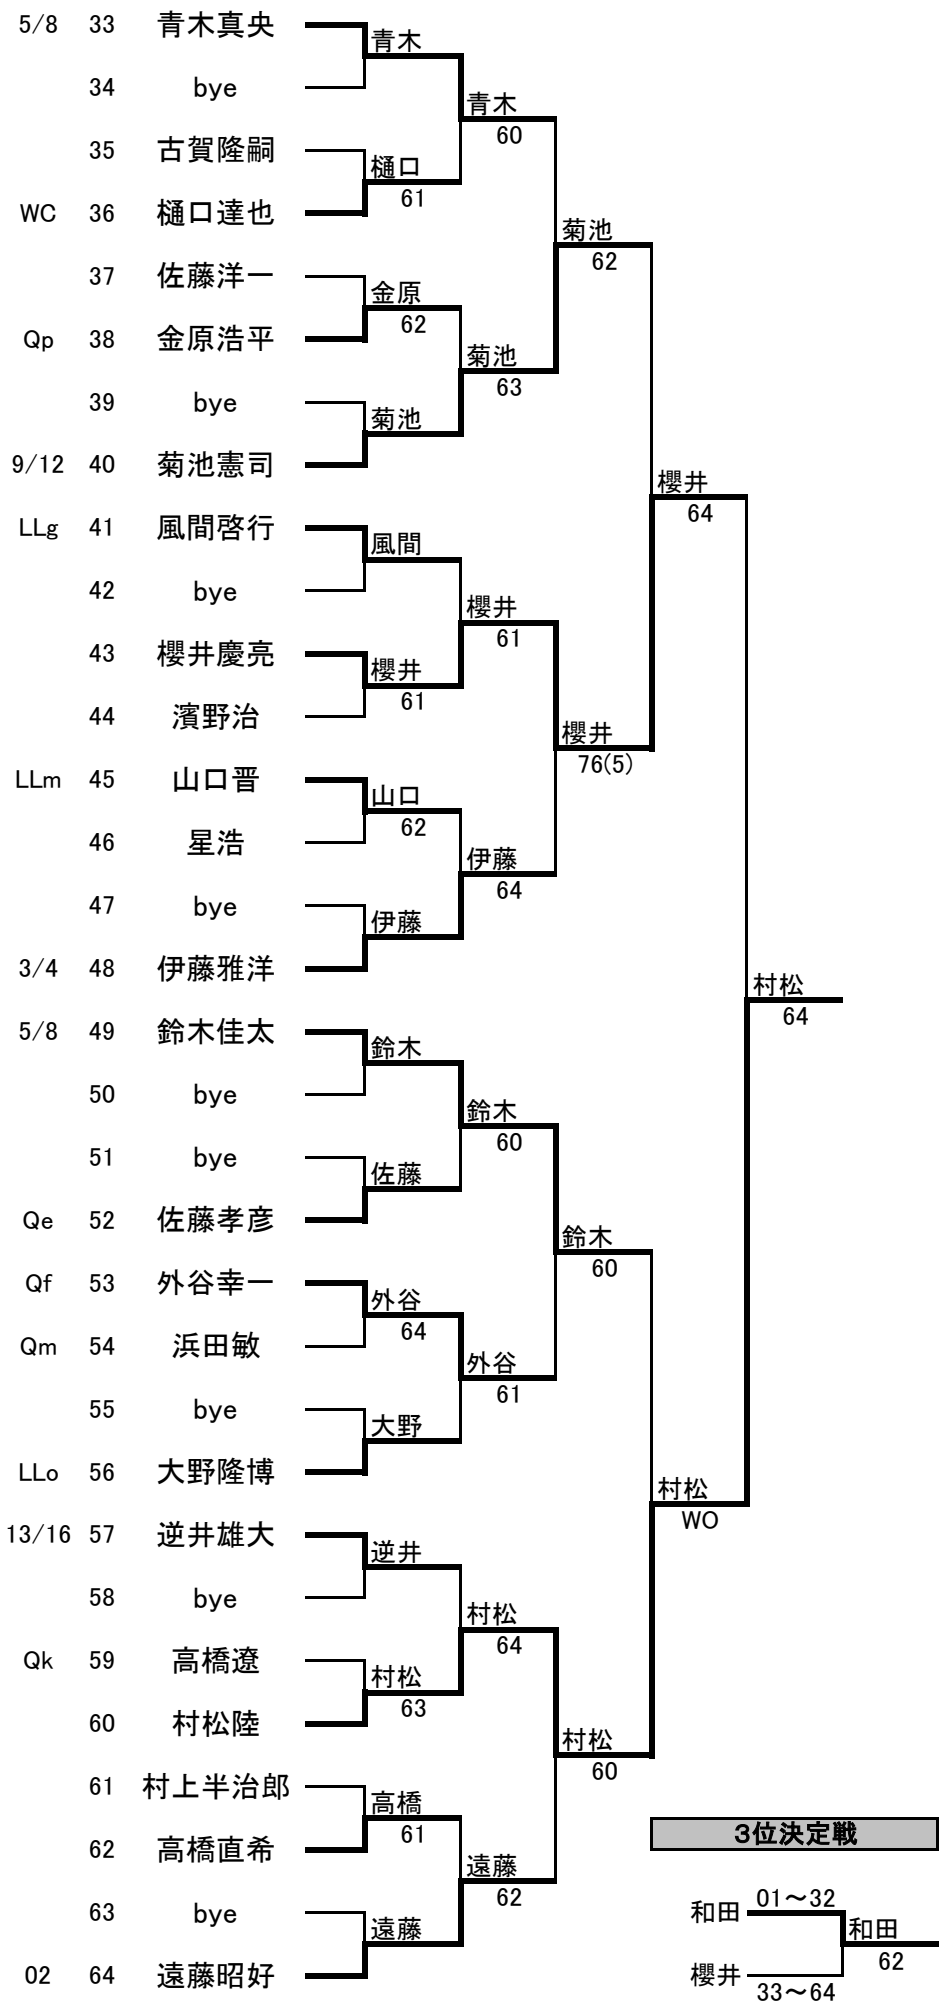 5/8 33 青木真央
青木
34 bye
青木
60
35 古賀隆嗣
樋口
61
WC 36 樋口達也
菊池
62
37 佐藤洋一
金原
62
Qp 38 金原浩平
菊池
63
39 bye
菊池
9/12 40 菊池憲司
櫻井
64
LLg 41 風間啓行
風間
42 bye
櫻井
61
43 櫻井慶亮
櫻井
61
44 濱野治
櫻井
76(5)
LLm 45 山口晋
山口
62
46 星浩
伊藤
64
47 bye
伊藤
3/4 48 伊藤雅洋
村松
64
5/8 49 鈴木佳太
鈴木
50 bye
鈴木
60
51 bye
佐藤
Qe 52 佐藤孝彦
鈴木
60
Qf 53 外谷幸一
外谷
64
Qm 54 浜田敏
外谷
61
55 bye
大野
LLo 56 大野隆博
村松
WO
13/16 57 逆井雄大
逆井
58 bye
村松
64
Qk 59 高橋遼
村松
63
60 村松陸
村松
60
61 村上半治郎
高橋
61
62 高橋直希
遠藤
62
63 bye
遠藤
02 64 遠藤昭好
3位決定戦
和田 01～32
和田
62
櫻井 33～64